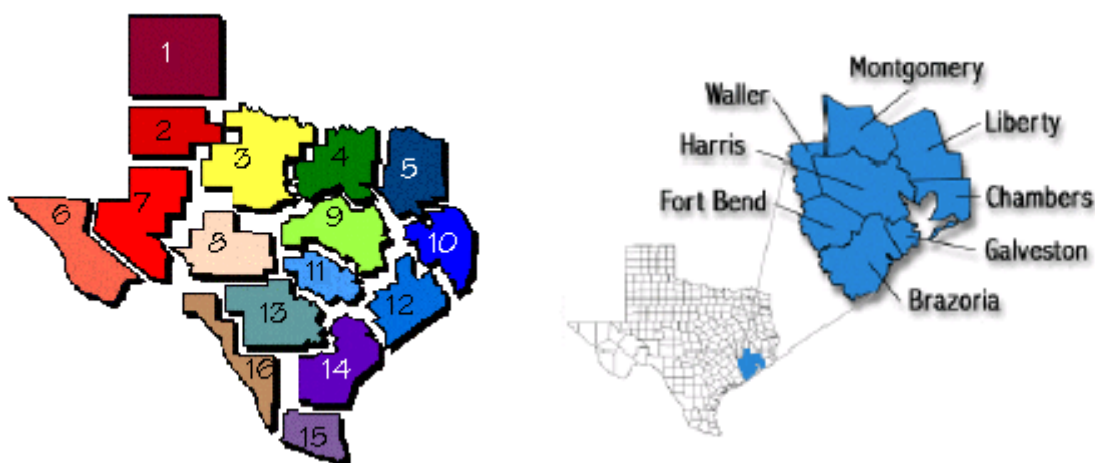 1
2
3
4
5
6
7
8
9
10
11
12
13
14
15
16
Montgomery
Waller
Liberty
Harris
Fort Bend
Chambers
Galveston
Brazoria